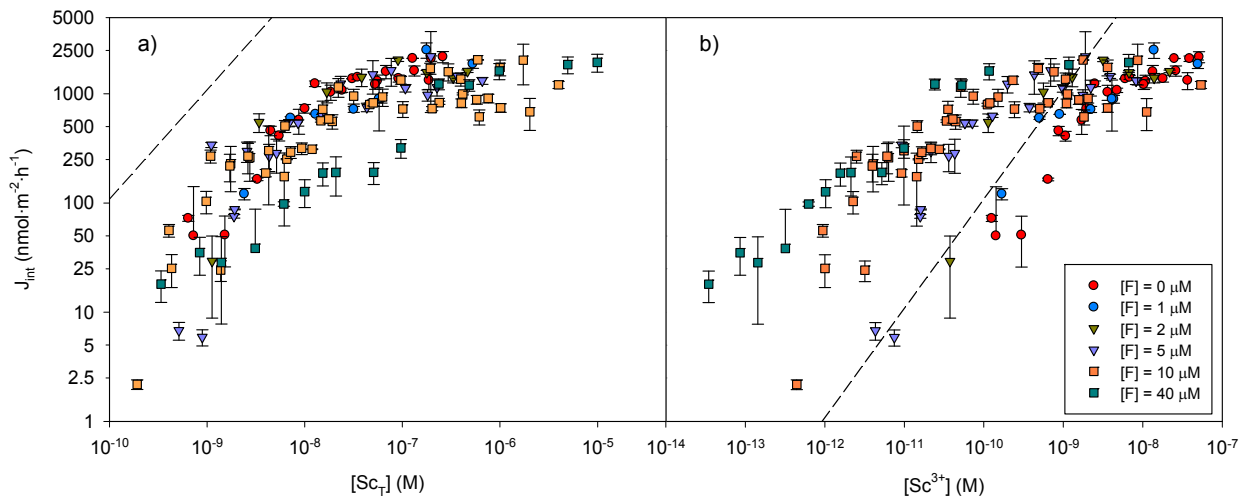 a)
b)
J_int (nmol·m⁻²·h⁻¹)
5000
2500
1000
500
250
100
50
25
10
5
2.5
1
10⁻¹⁰ 10⁻⁹ 10⁻⁸ 10⁻⁷ 10⁻⁶ 10⁻⁵ 10⁻¹⁴ 10⁻¹³ 10⁻¹² 10⁻¹¹ 10⁻¹⁰ 10⁻⁹ 10⁻⁸ 10⁻⁷
[Sc_T] (M)
[Sc³⁺] (M)
[F] = 0 μM
[F] = 1 μM
[F] = 2 μM
[F] = 5 μM
[F] = 10 μM
[F] = 40 μM